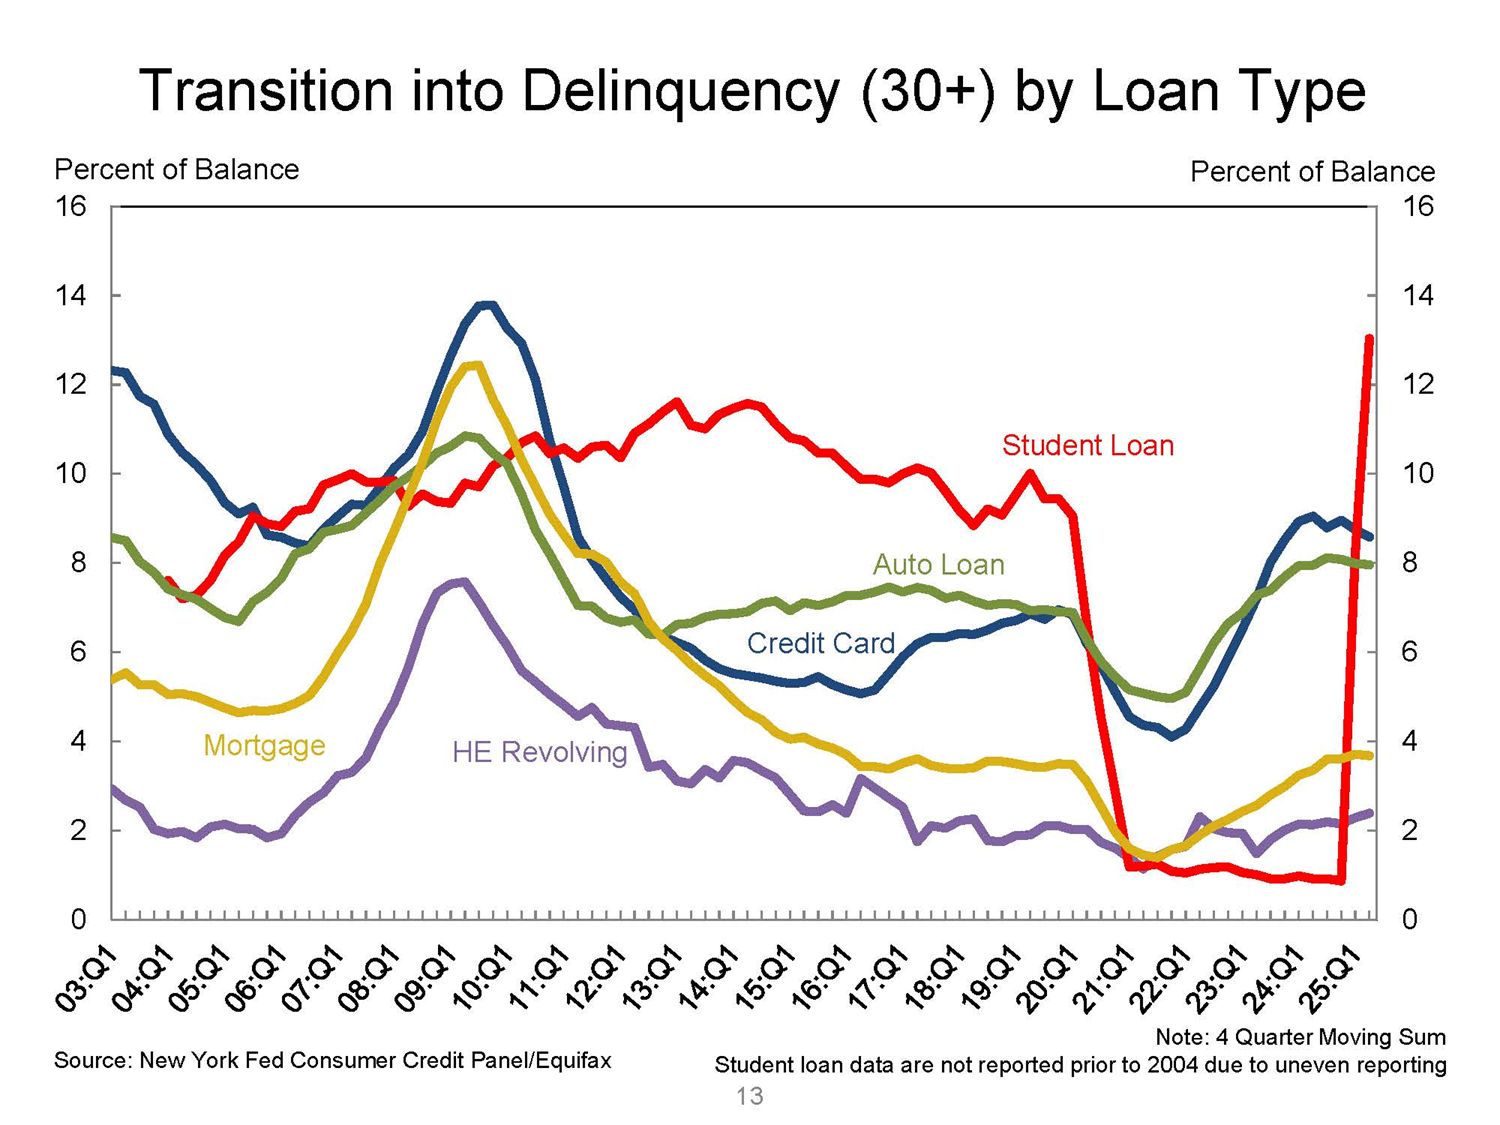 Transition into Delinquency (30+) by Loan Type
Percent of Balance
Percent of Balance
16
16
14
14
12
12
10
10
8
8
6
6
4
4
2
2
0
0
Student Loan
Auto Loan
Credit Card
Mortgage
HE Revolving
03:Q1
04:Q1
05:Q1
06:Q1
07:Q1
08:Q1
09:Q1
10:Q1
11:Q1
12:Q1
13:Q1
14:Q1
15:Q1
16:Q1
17:Q1
18:Q1
19:Q1
20:Q1
21:Q1
22:Q1
23:Q1
24:Q1
25:Q1
Note: 4 Quarter Moving Sum
Source: New York Fed Consumer Credit Panel/Equifax
Student loan data are not reported prior to 2004 due to uneven reporting
13